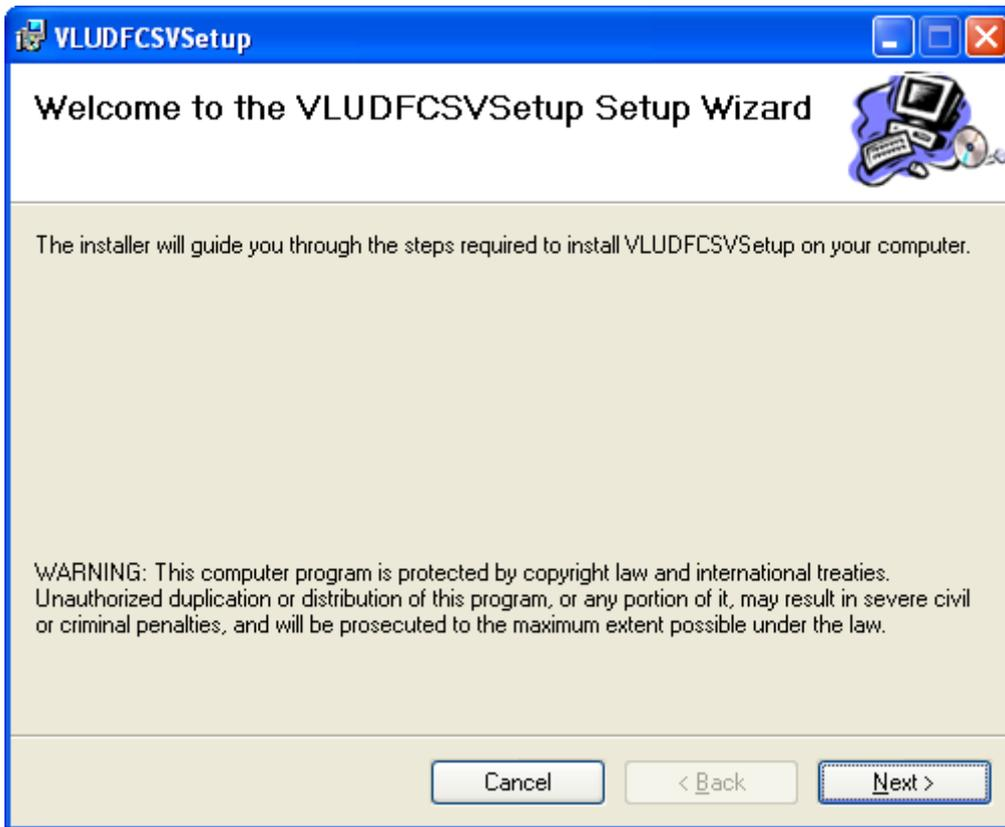 VLUDFCSVSetup
Welcome to the VLUDFCSVSetup Setup Wizard
The installer will guide you through the steps required to install VLUDFCSVSetup on your computer.
WARNING: This computer program is protected by copyright law and international treaties.
Unauthorized duplication or distribution of this program, or any portion of it, may result in severe civil
or criminal penalties, and will be prosecuted to the maximum extent possible under the law.
Cancel
< Back
Next >